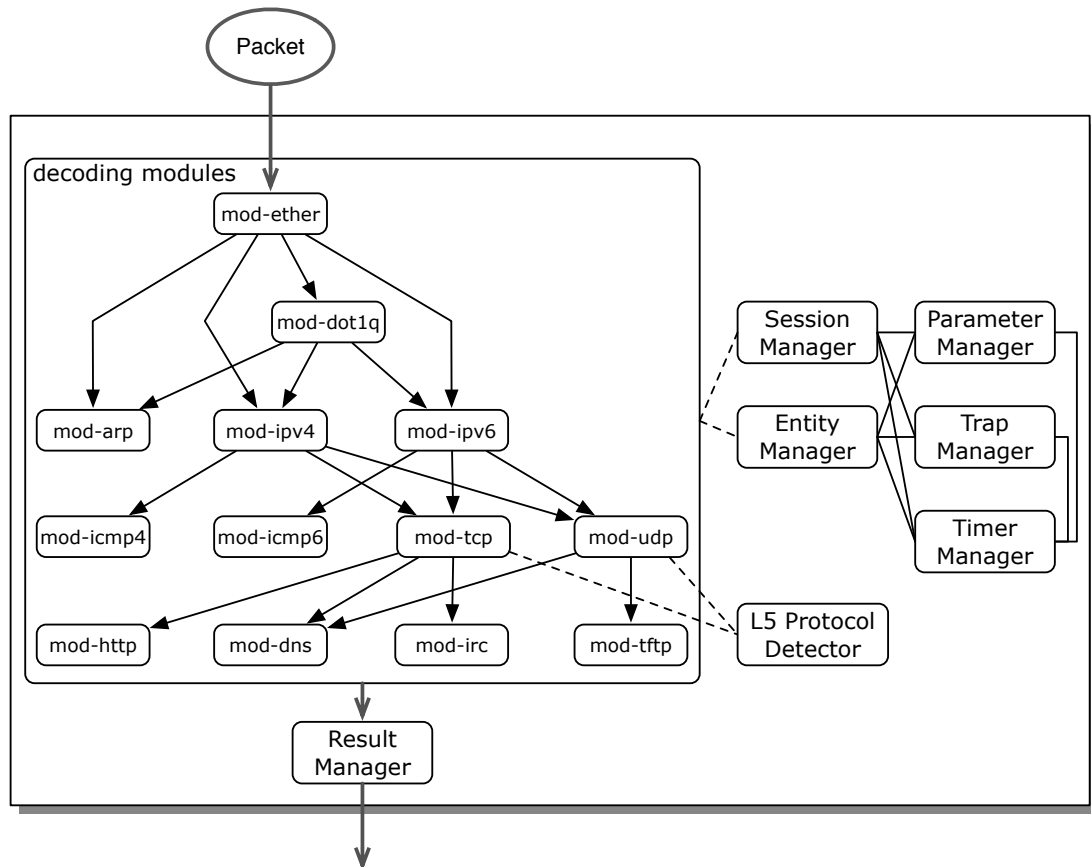 Packet
decoding modules
mod-ether
mod-dot1q
Session
Manager
Parameter
Manager
mod-arp
mod-ipv4
mod-ipv6
Entity
Manager
Trap
Manager
mod-icmp4
mod-icmp6
mod-tcp
mod-udp
Timer
Manager
mod-http
mod-dns
mod-irc
mod-tftp
L5 Protocol
Detector
Result
Manager